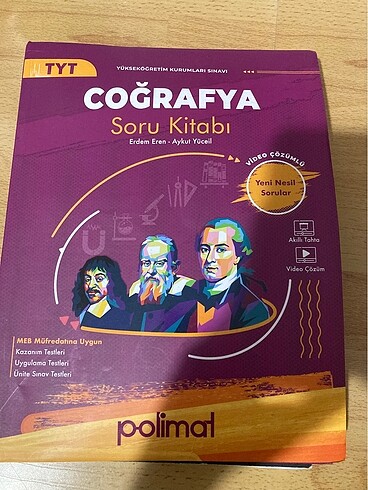 TYT
YÜKSEKÖĞRETİM KURUMLARI SINAVI
COĞRAFYA
Soru Kitabı
Erdem Eren - Aykut Yüceil
VİDEO ÇÖZÜMLÜ
Yeni Nesil
Sorular
Akıllı Tahta
Video Çözüm
MEB Müfredatına Uygun
Kazanım Testleri
Uygulama Testleri
Ünite Sınav Testleri
polimat